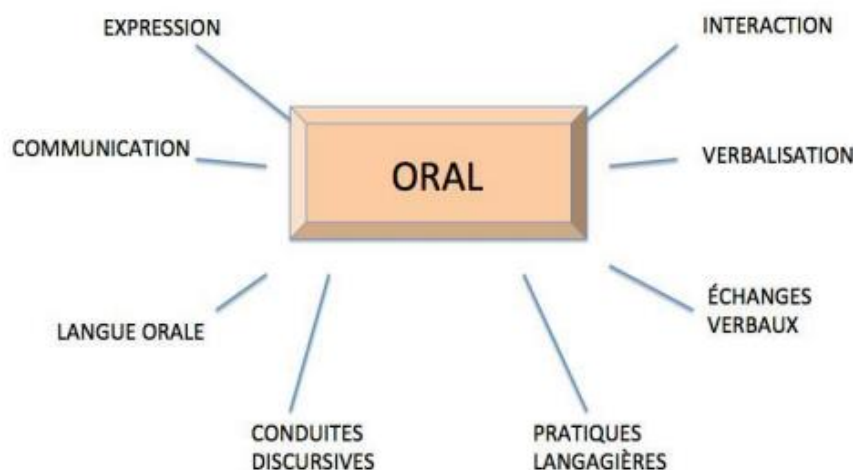 EXPRESSION
INTERACTION
COMMUNICATION
ORAL
VERBALISATION
LANGUE ORALE
ÉCHANGES
VERBAUX
CONDUITES
DISCURSIVES
PRATIQUES
LANGAGIÈRES